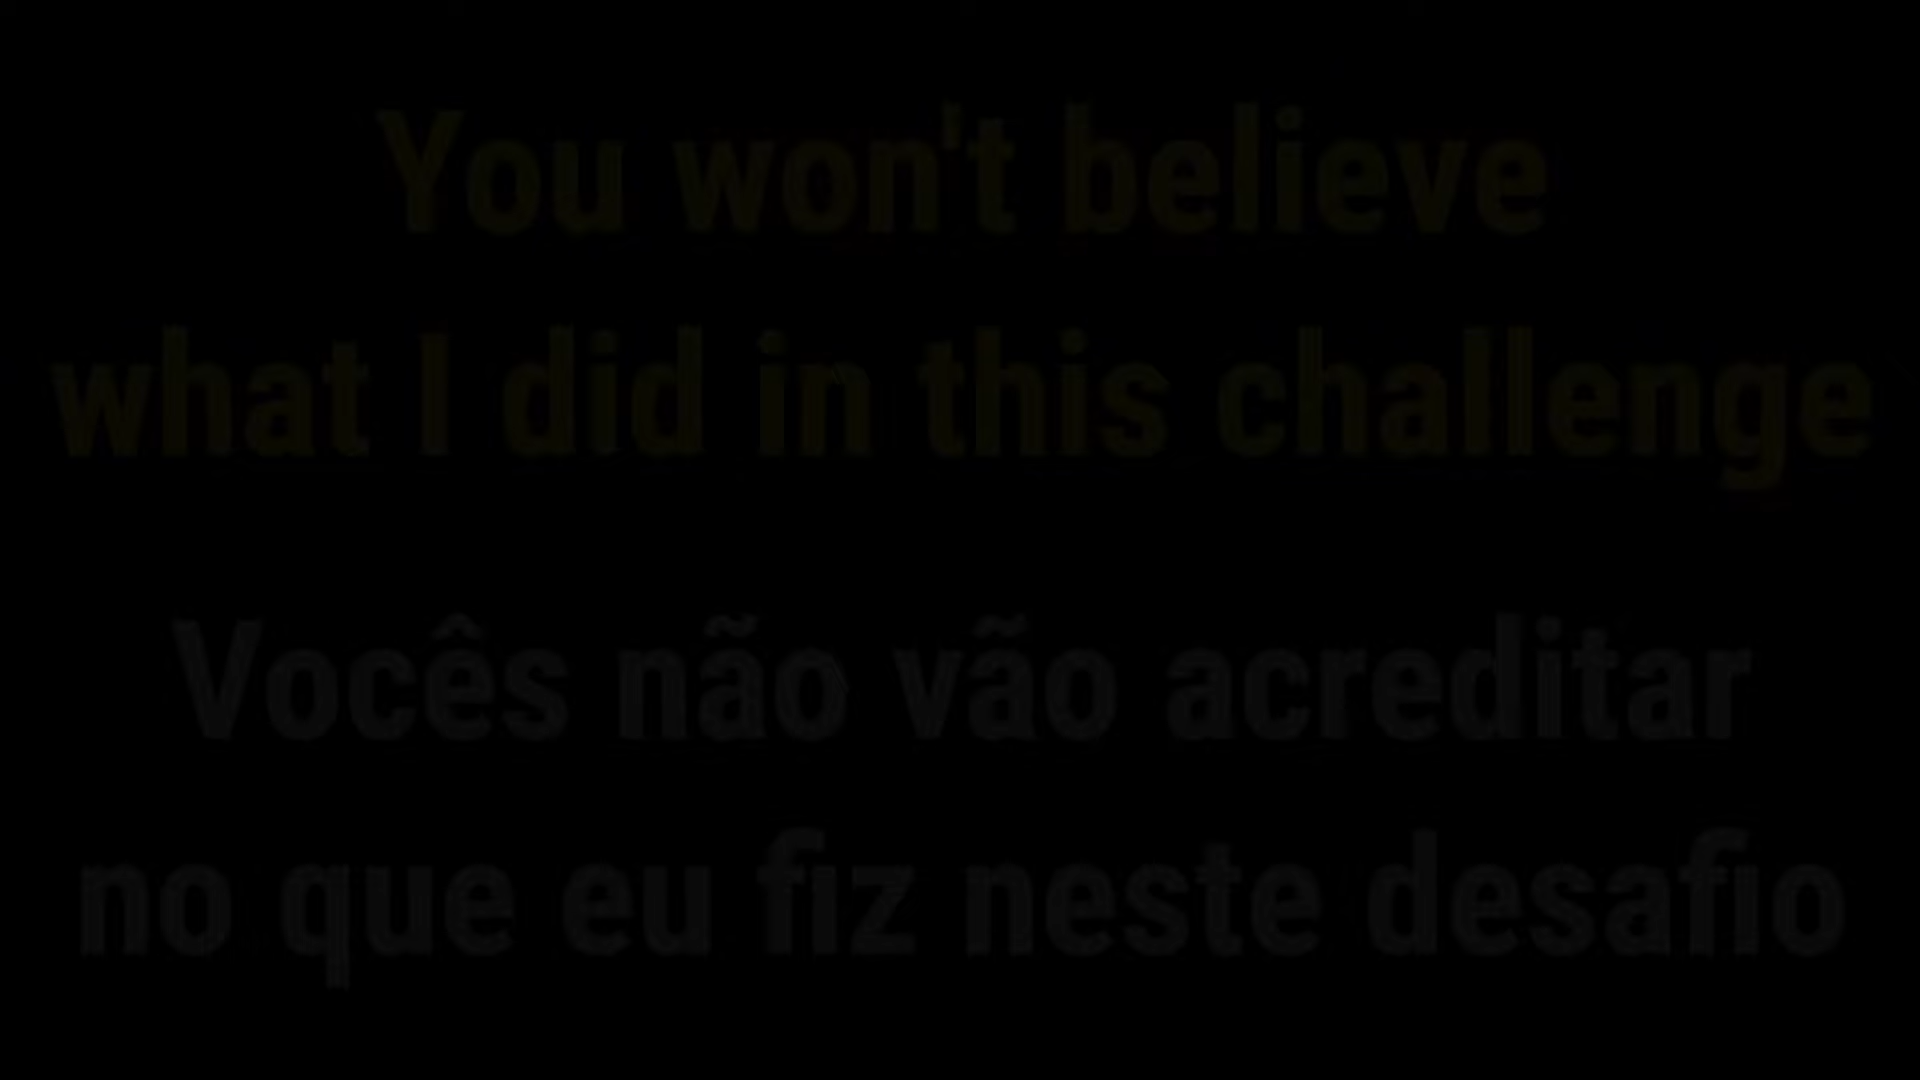 You won't believe
what I did in this challenge
Vocês não vão acreditar
no que eu fiz neste desafio